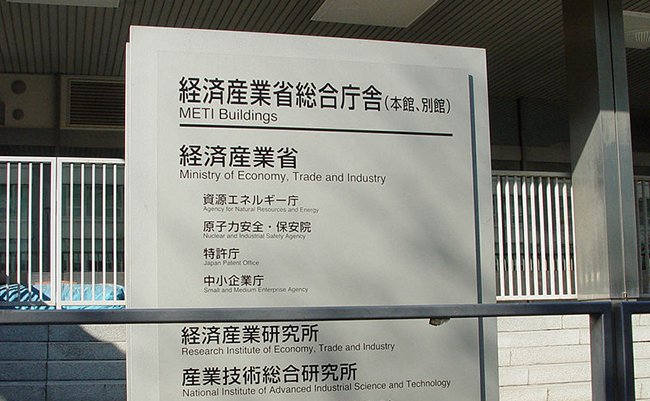 経済産業省総合庁舎(本館、別館)
METI Buildings
経済産業省
Ministry of Economy, Trade and Industry
資源エネルギー庁
Agency for Natural Resources and Energy
原子力安全・保安院
Nuclear and Industrial Safety Agency
特許庁
Japan Patent Office
中小企業庁
Small and Medium Enterprise Agency
経済産業研究所
Research Institute of Economy, Trade and Industry
産業技術総合研究所
National Institute of Advanced Industrial Science and Technology